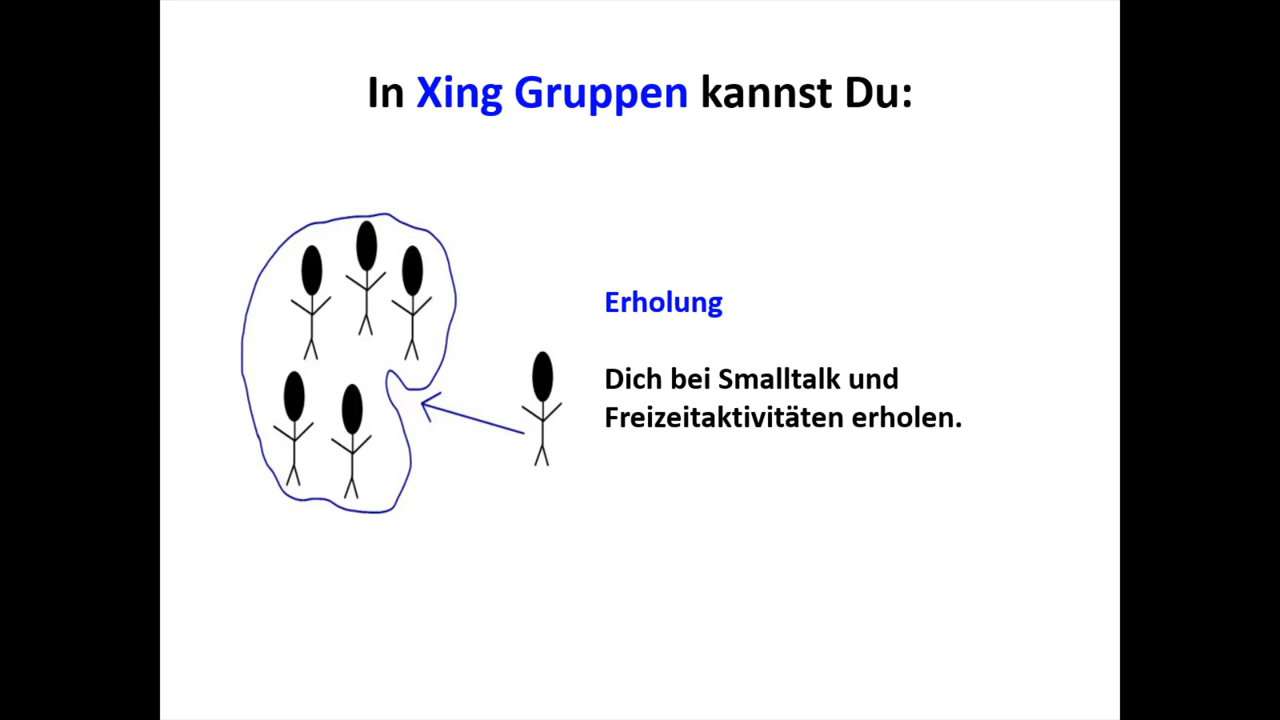 In Xing Gruppen kannst Du:
Erholung
Dich bei Smalltalk und
Freizeitaktivitäten erholen.